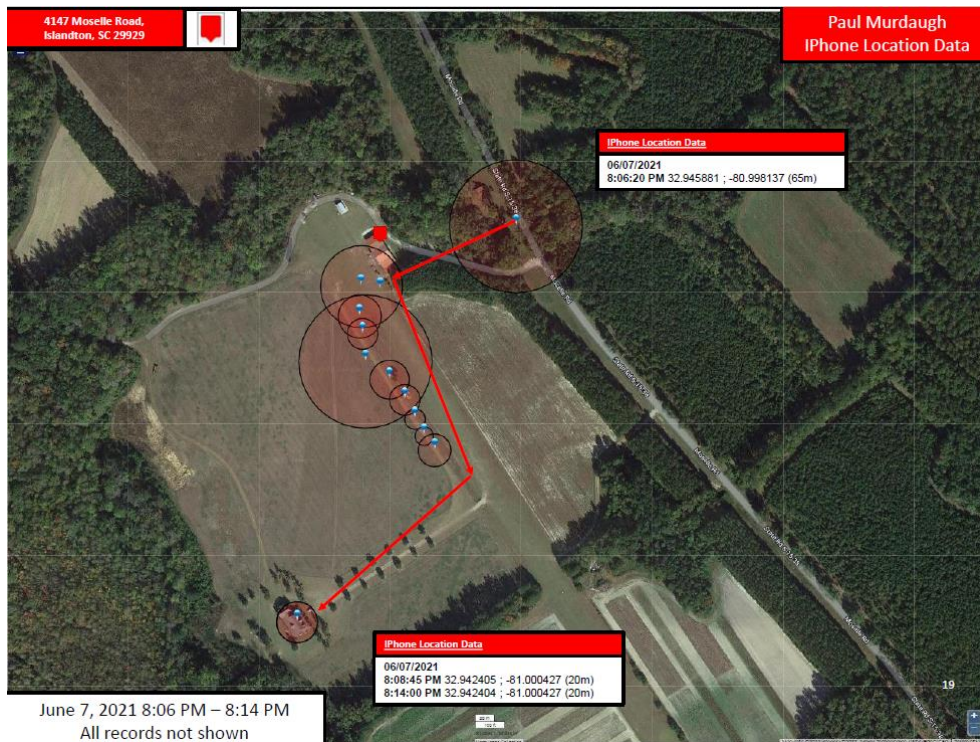 4147 Moselle Road,
Islandton, SC 29929
Paul Murdaugh
IPhone Location Data
IPhone Location Data
06/07/2021
8:06:20 PM 32.945881 ; -80.998137 (65m)
IPhone Location Data
06/07/2021
8:08:45 PM 32.942405 ; -81.000427 (20m)
8:14:00 PM 32.942404 ; -81.000427 (20m)
19
June 7, 2021 8:06 PM – 8:14 PM
All records not shown